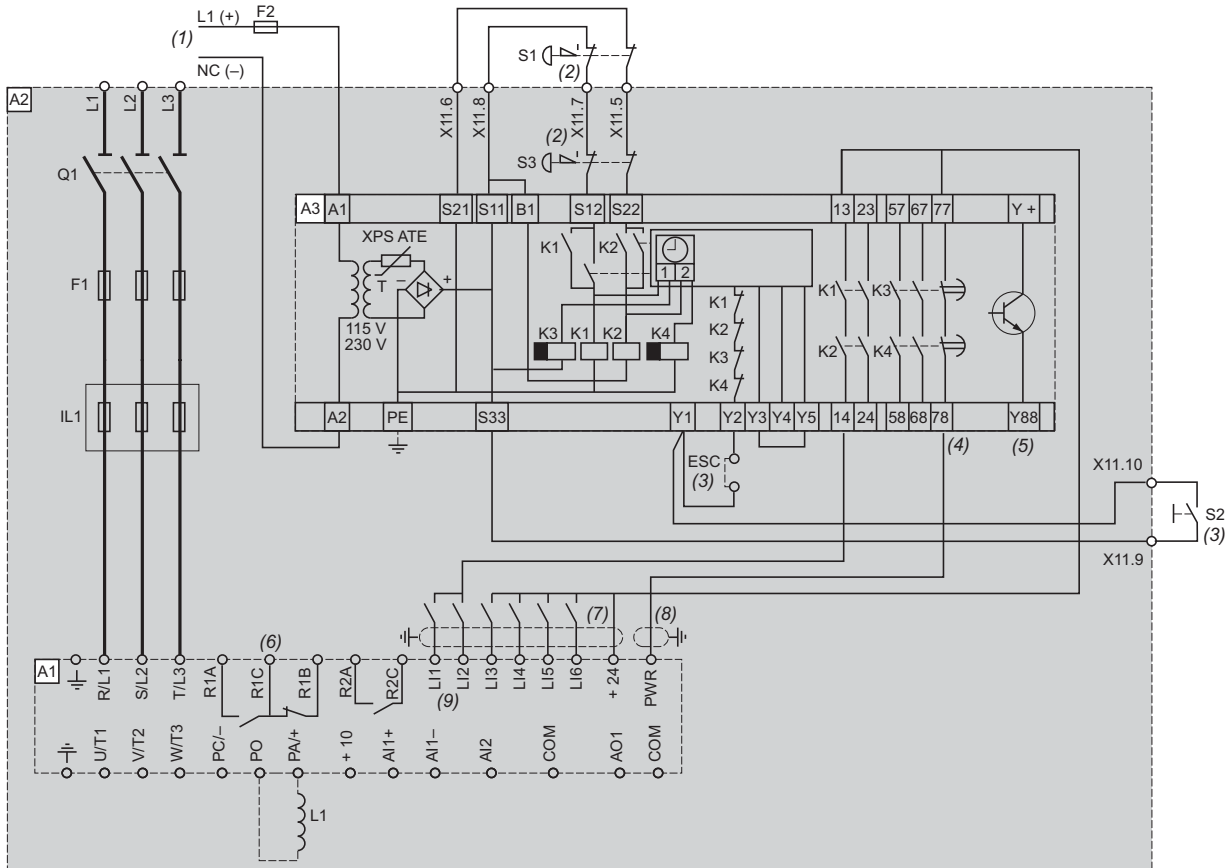 L1 (+) F2
(1)
NC (–)
S1 (2)
A2
L1 L2 L3
X11.6 X11.8 X11.7 X11.5
(2)
S3
Q1
A3 A1 S21 S11 B1 S12 S22 13 23 57 67 77 Y +
XPS ATE
K1 K2
1 2
F1
T – +
115 V
230 V
K1 K3
K1
K2
K3
K4
K3 K1 K2 K4
K2 K4
IL1
A2 PE S33 Y1 Y2 Y3 Y4 Y5 14 24 58 68 78 Y88
(4) (5)
ESC
(3)
X11.10
S2
(3)
X11.9
(7) (8)
(6)
A1
R/L1 S/L2 T/L3 R1A R1C R1B R2A R2C LI1 LI2 LI3 LI4 LI5 LI6 + 24 PWR
(9)
U/T1 V/T2 W/T3 PC/– PO PA/+ + 10 AI1+ AI1– AI2 COM AO1 COM
L1